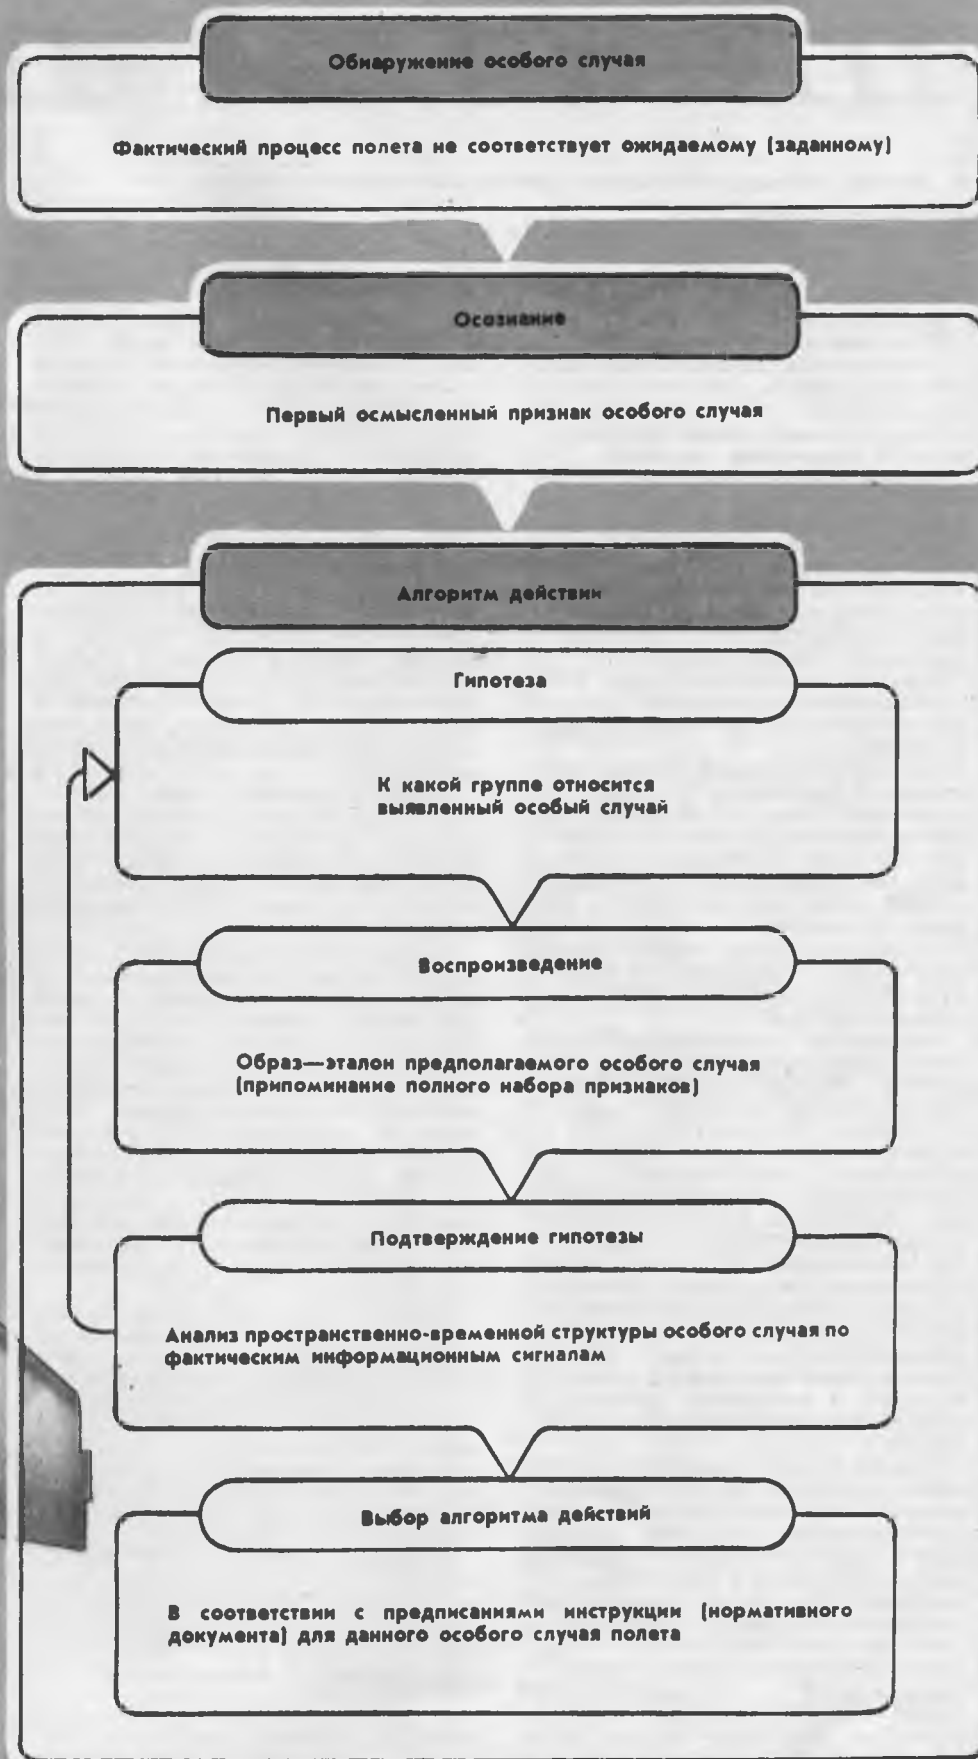 Обнаружение особого случая
Фактический процесс полета не соответствует ожидаемому (заданному)
Осознание
Первый осмысленный признак особого случая
Алгоритм действии
Гипотеза
К какой группе относится
выявленный особый случай
Воспроизведение
Образ—эталон предполагаемого особого случая
(припоминание полного набора признаков)
Подтверждение гипотезы
Анализ пространственно-временной структуры особого случая по
фактическим информационным сигналам
Выбор алгоритма действий
В соответствии с предписаниями инструкции (нормативного
документа) для данного особого случая полета